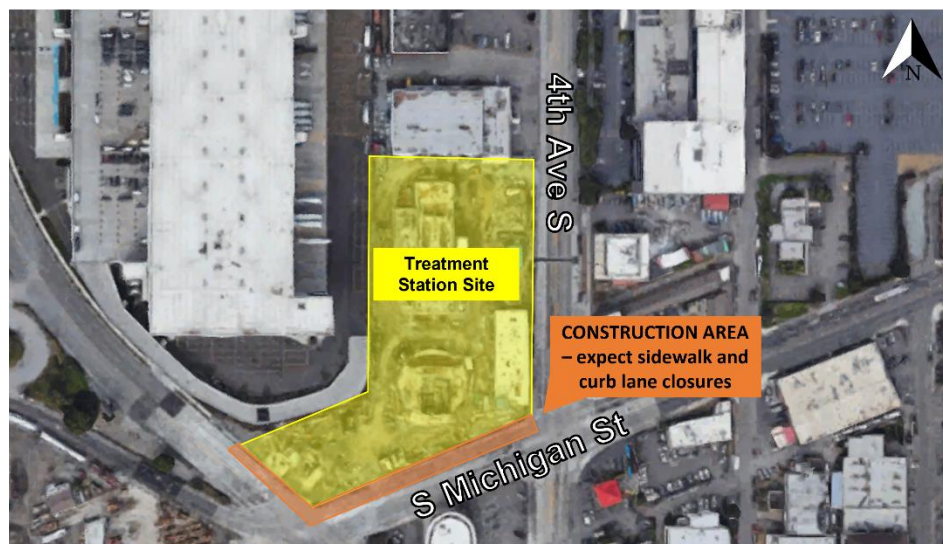 N
4th Ave S
Treatment
Station Site
CONSTRUCTION AREA
– expect sidewalk and
curb lane closures
S Michigan St